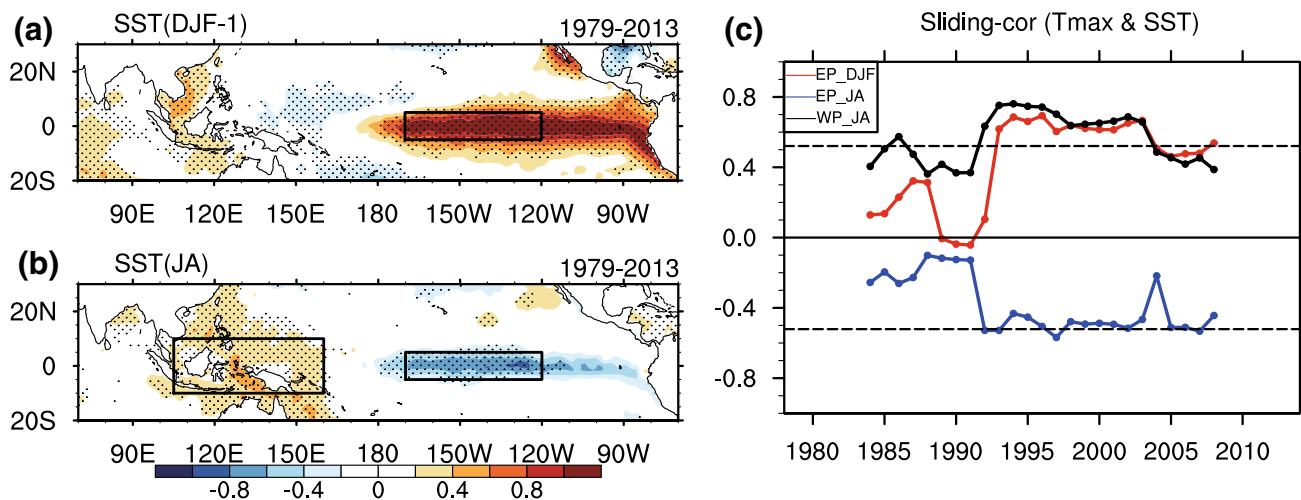 (a) SST(DJF-1) 1979-2013
20N
0
20S
90E 120E 150E 180 150W 120W 90W
(b) SST(JA) 1979-2013
20N
0
20S
90E 120E 150E 180 150W 120W 90W
-0.8 -0.4 0 0.4 0.8
(c) Sliding-cor (Tmax & SST)
EP_DJF
EP_JA
WP_JA
0.8
0.4
0.0
-0.4
-0.8
1980 1985 1990 1995 2000 2005 2010